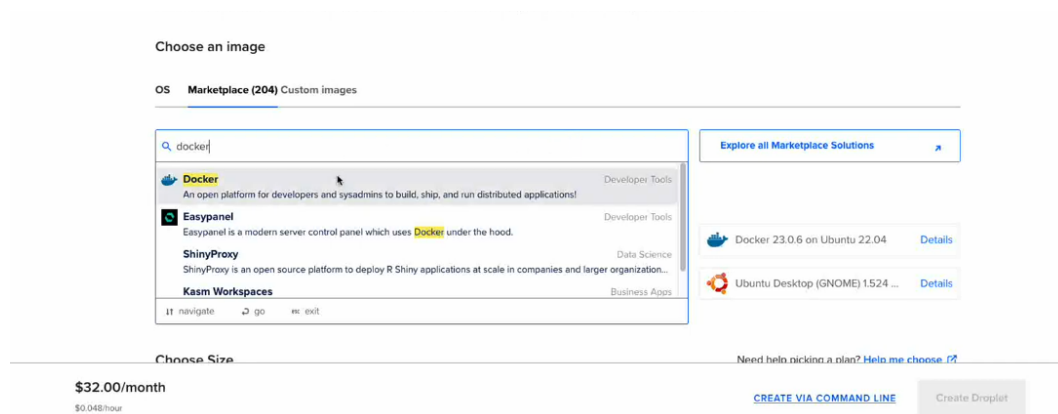 Choose an image
OS Marketplace (204) Custom images
docker
Explore all Marketplace Solutions
Docker Developer Tools
An open platform for developers and sysadmins to build, ship, and run distributed applications!
Easypanel Developer Tools
Easypanel is a modern server control panel which uses Docker under the hood.
ShinyProxy Data Science
ShinyProxy is an open source platform to deploy R Shiny applications at scale in companies and larger organization...
Kasm Workspaces Business Apps
navigate go esc exit
Docker 23.0.6 on Ubuntu 22.04 Details
Ubuntu Desktop (GNOME) 1.524 ... Details
Choose Size
Need help picking a plan? Help me choose
$32.00/month
$0.048/hour
CREATE VIA COMMAND LINE
Create Droplet